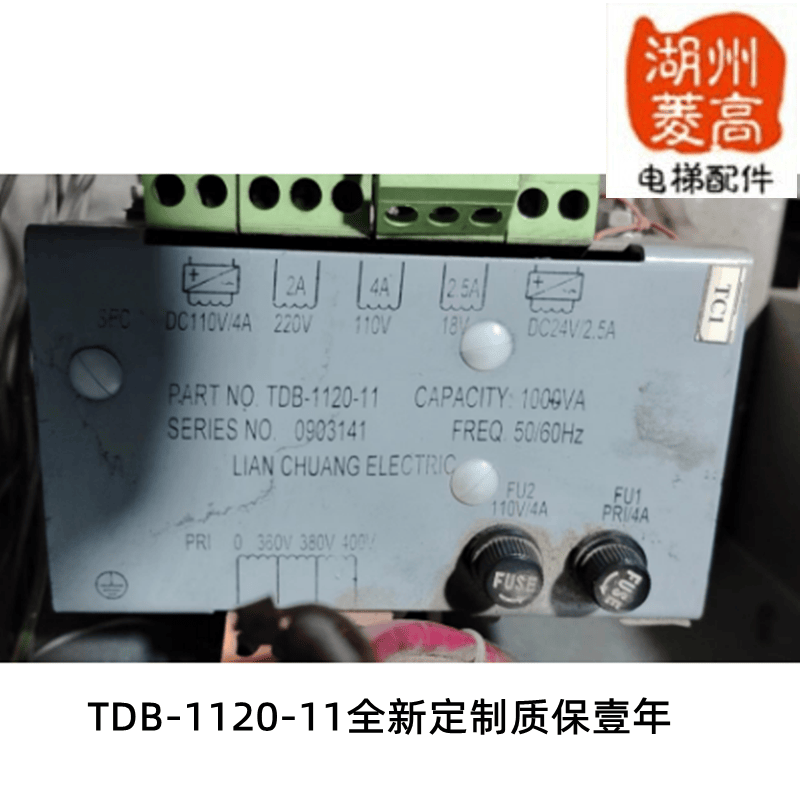 湖州
菱高
电梯配件
2A
4A
2.5A
SEC DC110V/4A 220V 110V 18V DC24V/2.5A
TC1
PART NO. TDB-1120-11 CAPACITY: 1000VA
SERIES NO. 0903141 FREQ. 50/60Hz
LIAN CHUANG ELECTRIC
FU2
110V/4A
FU1
PRI/4A
PRI 0 360V 380V 400V
FUSE
FUSE
TDB-1120-11全新定制质保壹年